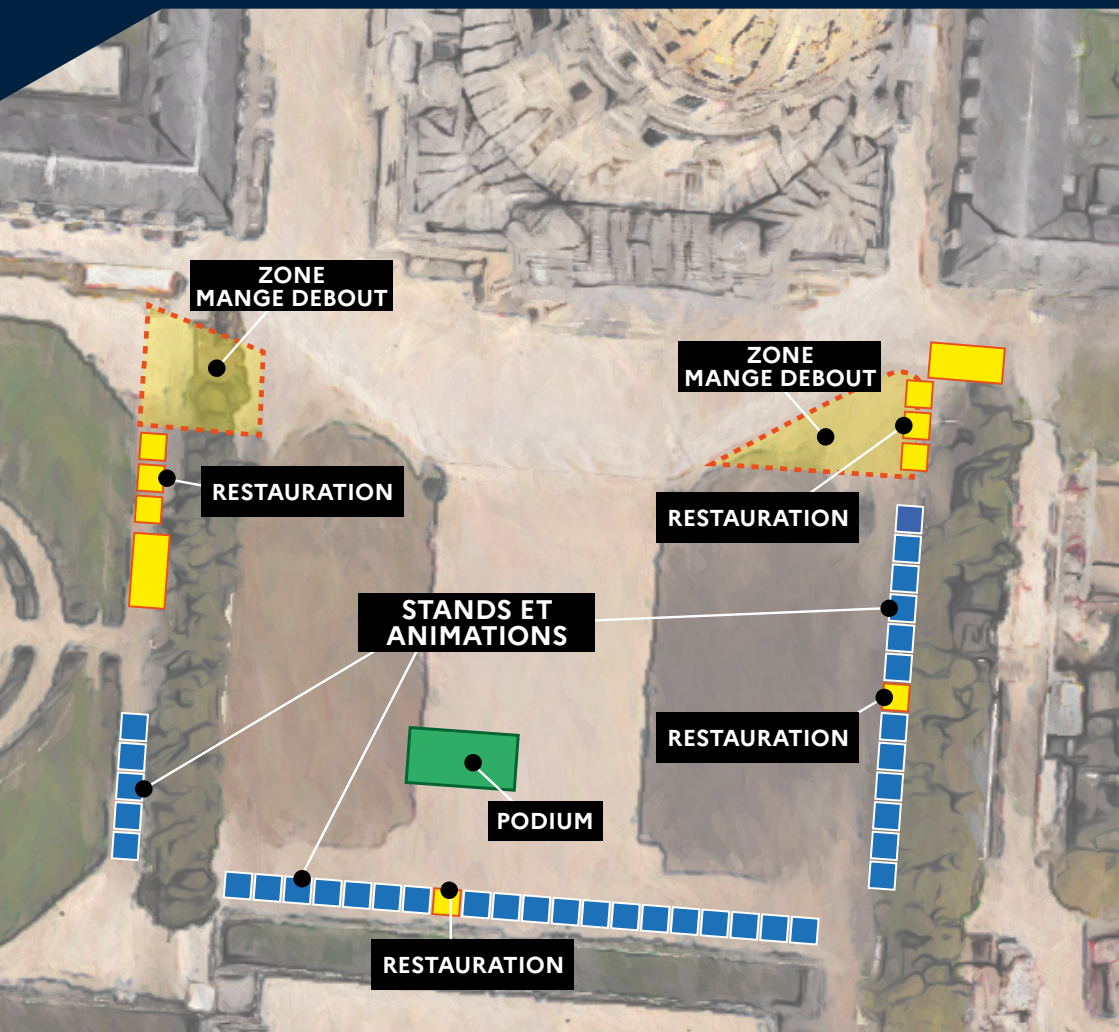 ZONE
MANGE DEBOUT
ZONE
MANGE DEBOUT
RESTAURATION
RESTAURATION
STANDS ET
ANIMATIONS
RESTAURATION
PODIUM
RESTAURATION